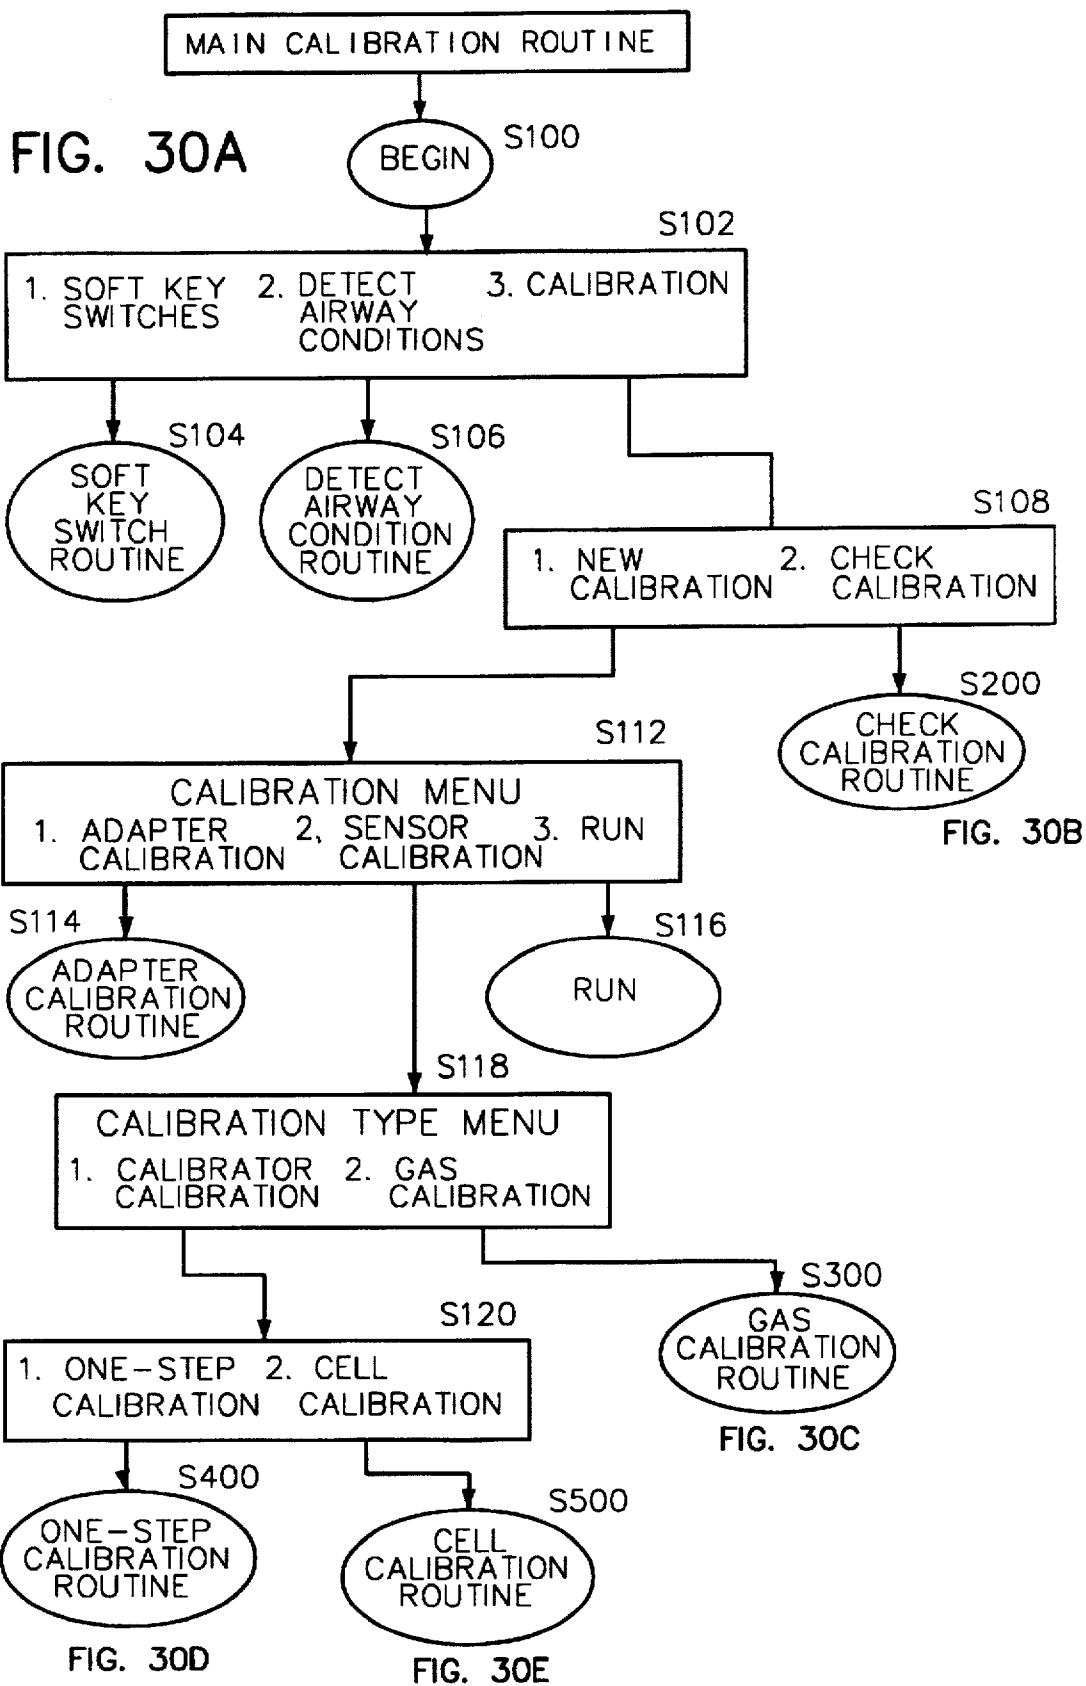 MAIN CALIBRATION ROUTINE
FIG. 30A
BEGIN
S100
S102
1. SOFT KEY
SWITCHES
2. DETECT
AIRWAY
CONDITIONS
3. CALIBRATION
S104
SOFT
KEY
SWITCH
ROUTINE
S106
DETECT
AIRWAY
CONDITION
ROUTINE
S108
1. NEW
CALIBRATION
2. CHECK
CALIBRATION
S200
CHECK
CALIBRATION
ROUTINE
FIG. 30B
S112
CALIBRATION MENU
1. ADAPTER
CALIBRATION
2, SENSOR
CALIBRATION
3. RUN
S114
ADAPTER
CALIBRATION
ROUTINE
S116
RUN
S118
CALIBRATION TYPE MENU
1. CALIBRATOR
CALIBRATION
2. GAS
CALIBRATION
S300
GAS
CALIBRATION
ROUTINE
FIG. 30C
S120
1. ONE-STEP
CALIBRATION
2. CELL
CALIBRATION
S400
ONE-STEP
CALIBRATION
ROUTINE
FIG. 30D
S500
CELL
CALIBRATION
ROUTINE
FIG. 30E